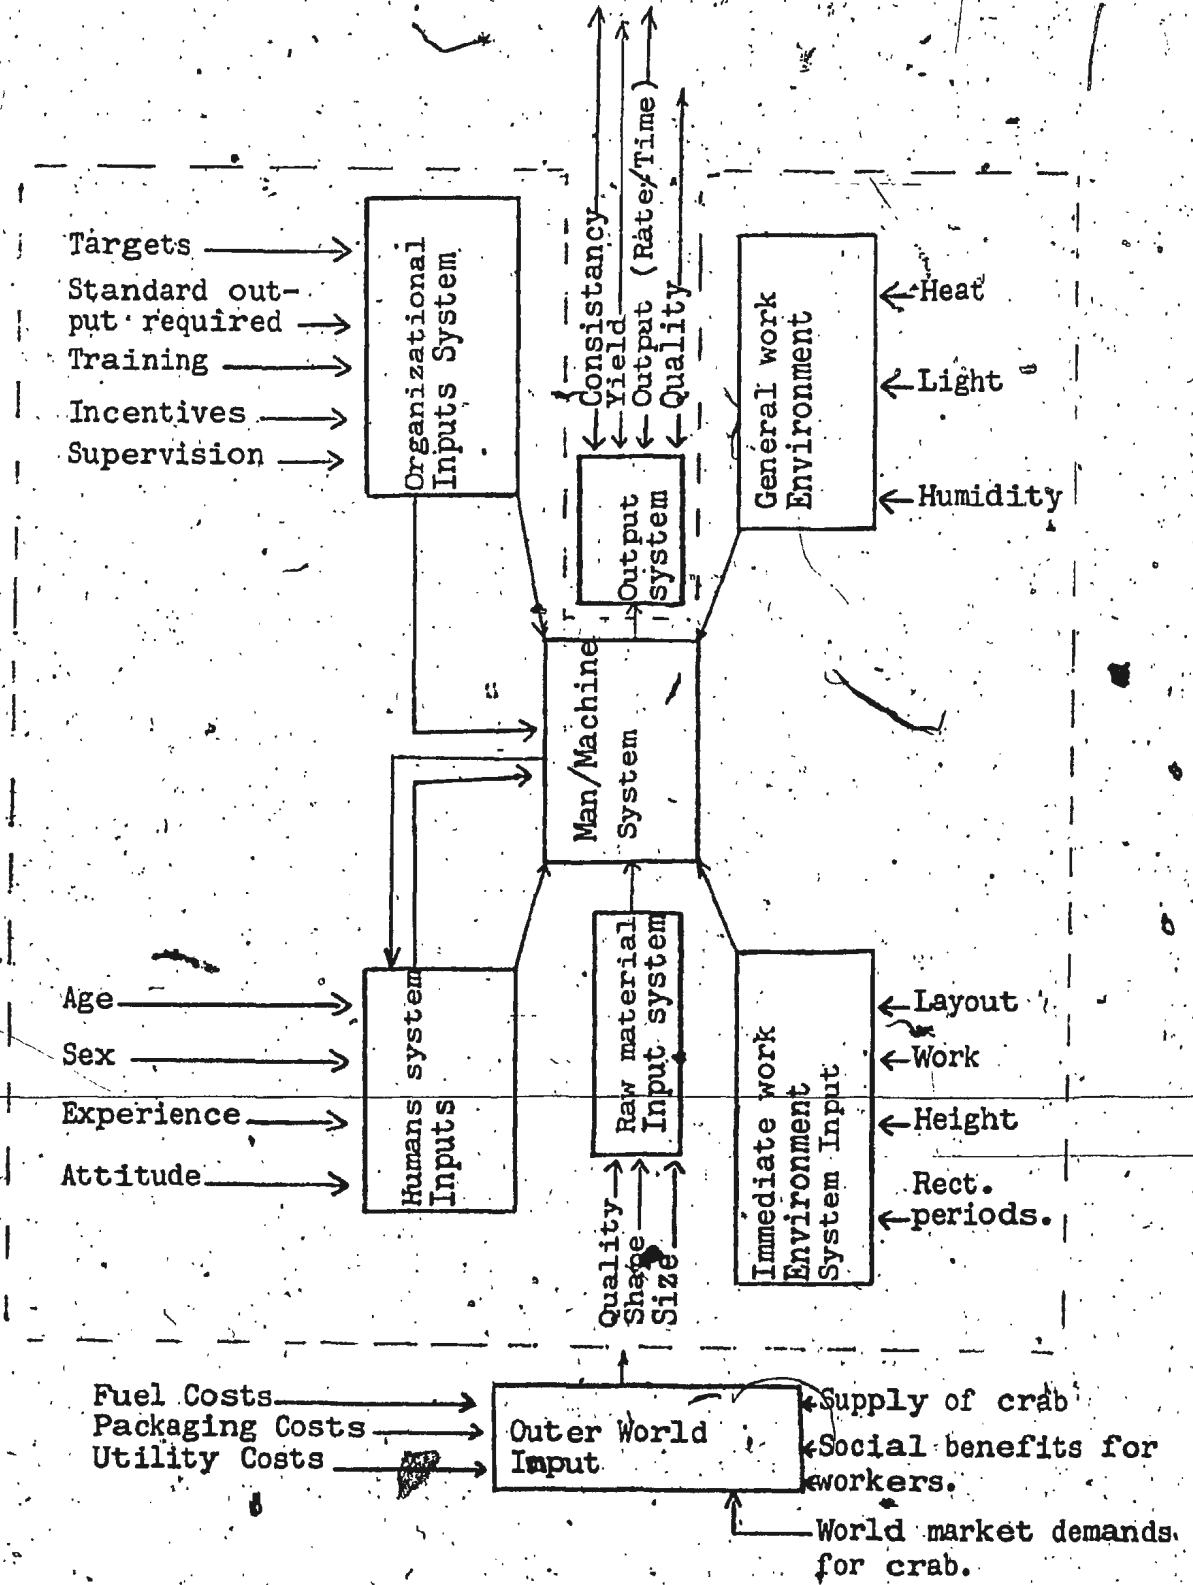 Targets
Standard out-
put required
Training
Incentives
Supervision
Organizational
Inputs System
Consistancy
Yield
Output (Rate/Time)
Quality
Output
system
General work
Environment
Heat
Light
Humidity
Man/Machine
System
Age
Sex
Experience
Attitude
Humans system
Inputs
Raw material
Input system
Quality
Shape
Size
Immediate work
Environment
System Input
Layout
Work
Height
Rect.
periods.
Fuel Costs
Packaging Costs
Utility Costs
Outer World
Input
Supply of crab
Social benefits for
workers.
World market demands
for crab.